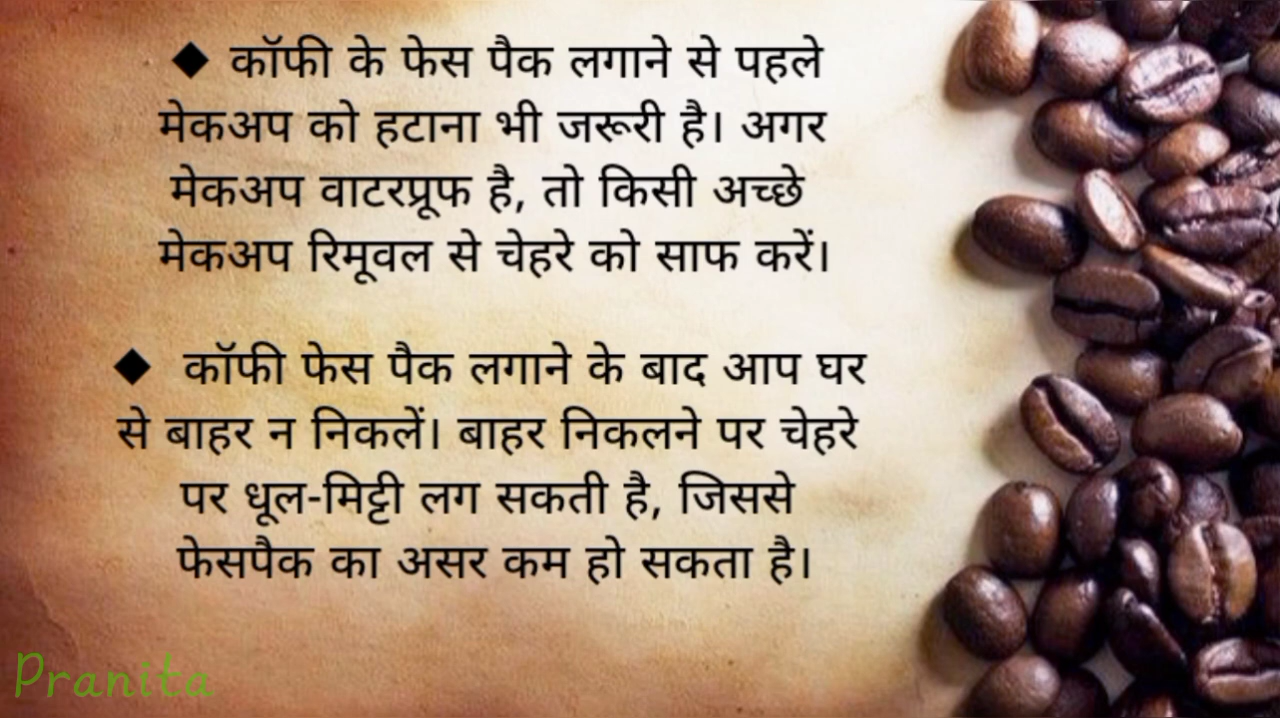 ◆ कॉफी के फेस पैक लगाने से पहले
मेकअप को हटाना भी जरूरी है। अगर
मेकअप वाटरप्रूफ है, तो किसी अच्छे
मेकअप रिमूवल से चेहरे को साफ करें।
◆ कॉफी फेस पैक लगाने के बाद आप घर
से बाहर न निकलें। बाहर निकलने पर चेहरे
पर धूल-मिट्टी लग सकती है, जिससे
फेसपैक का असर कम हो सकता है।
Pranita